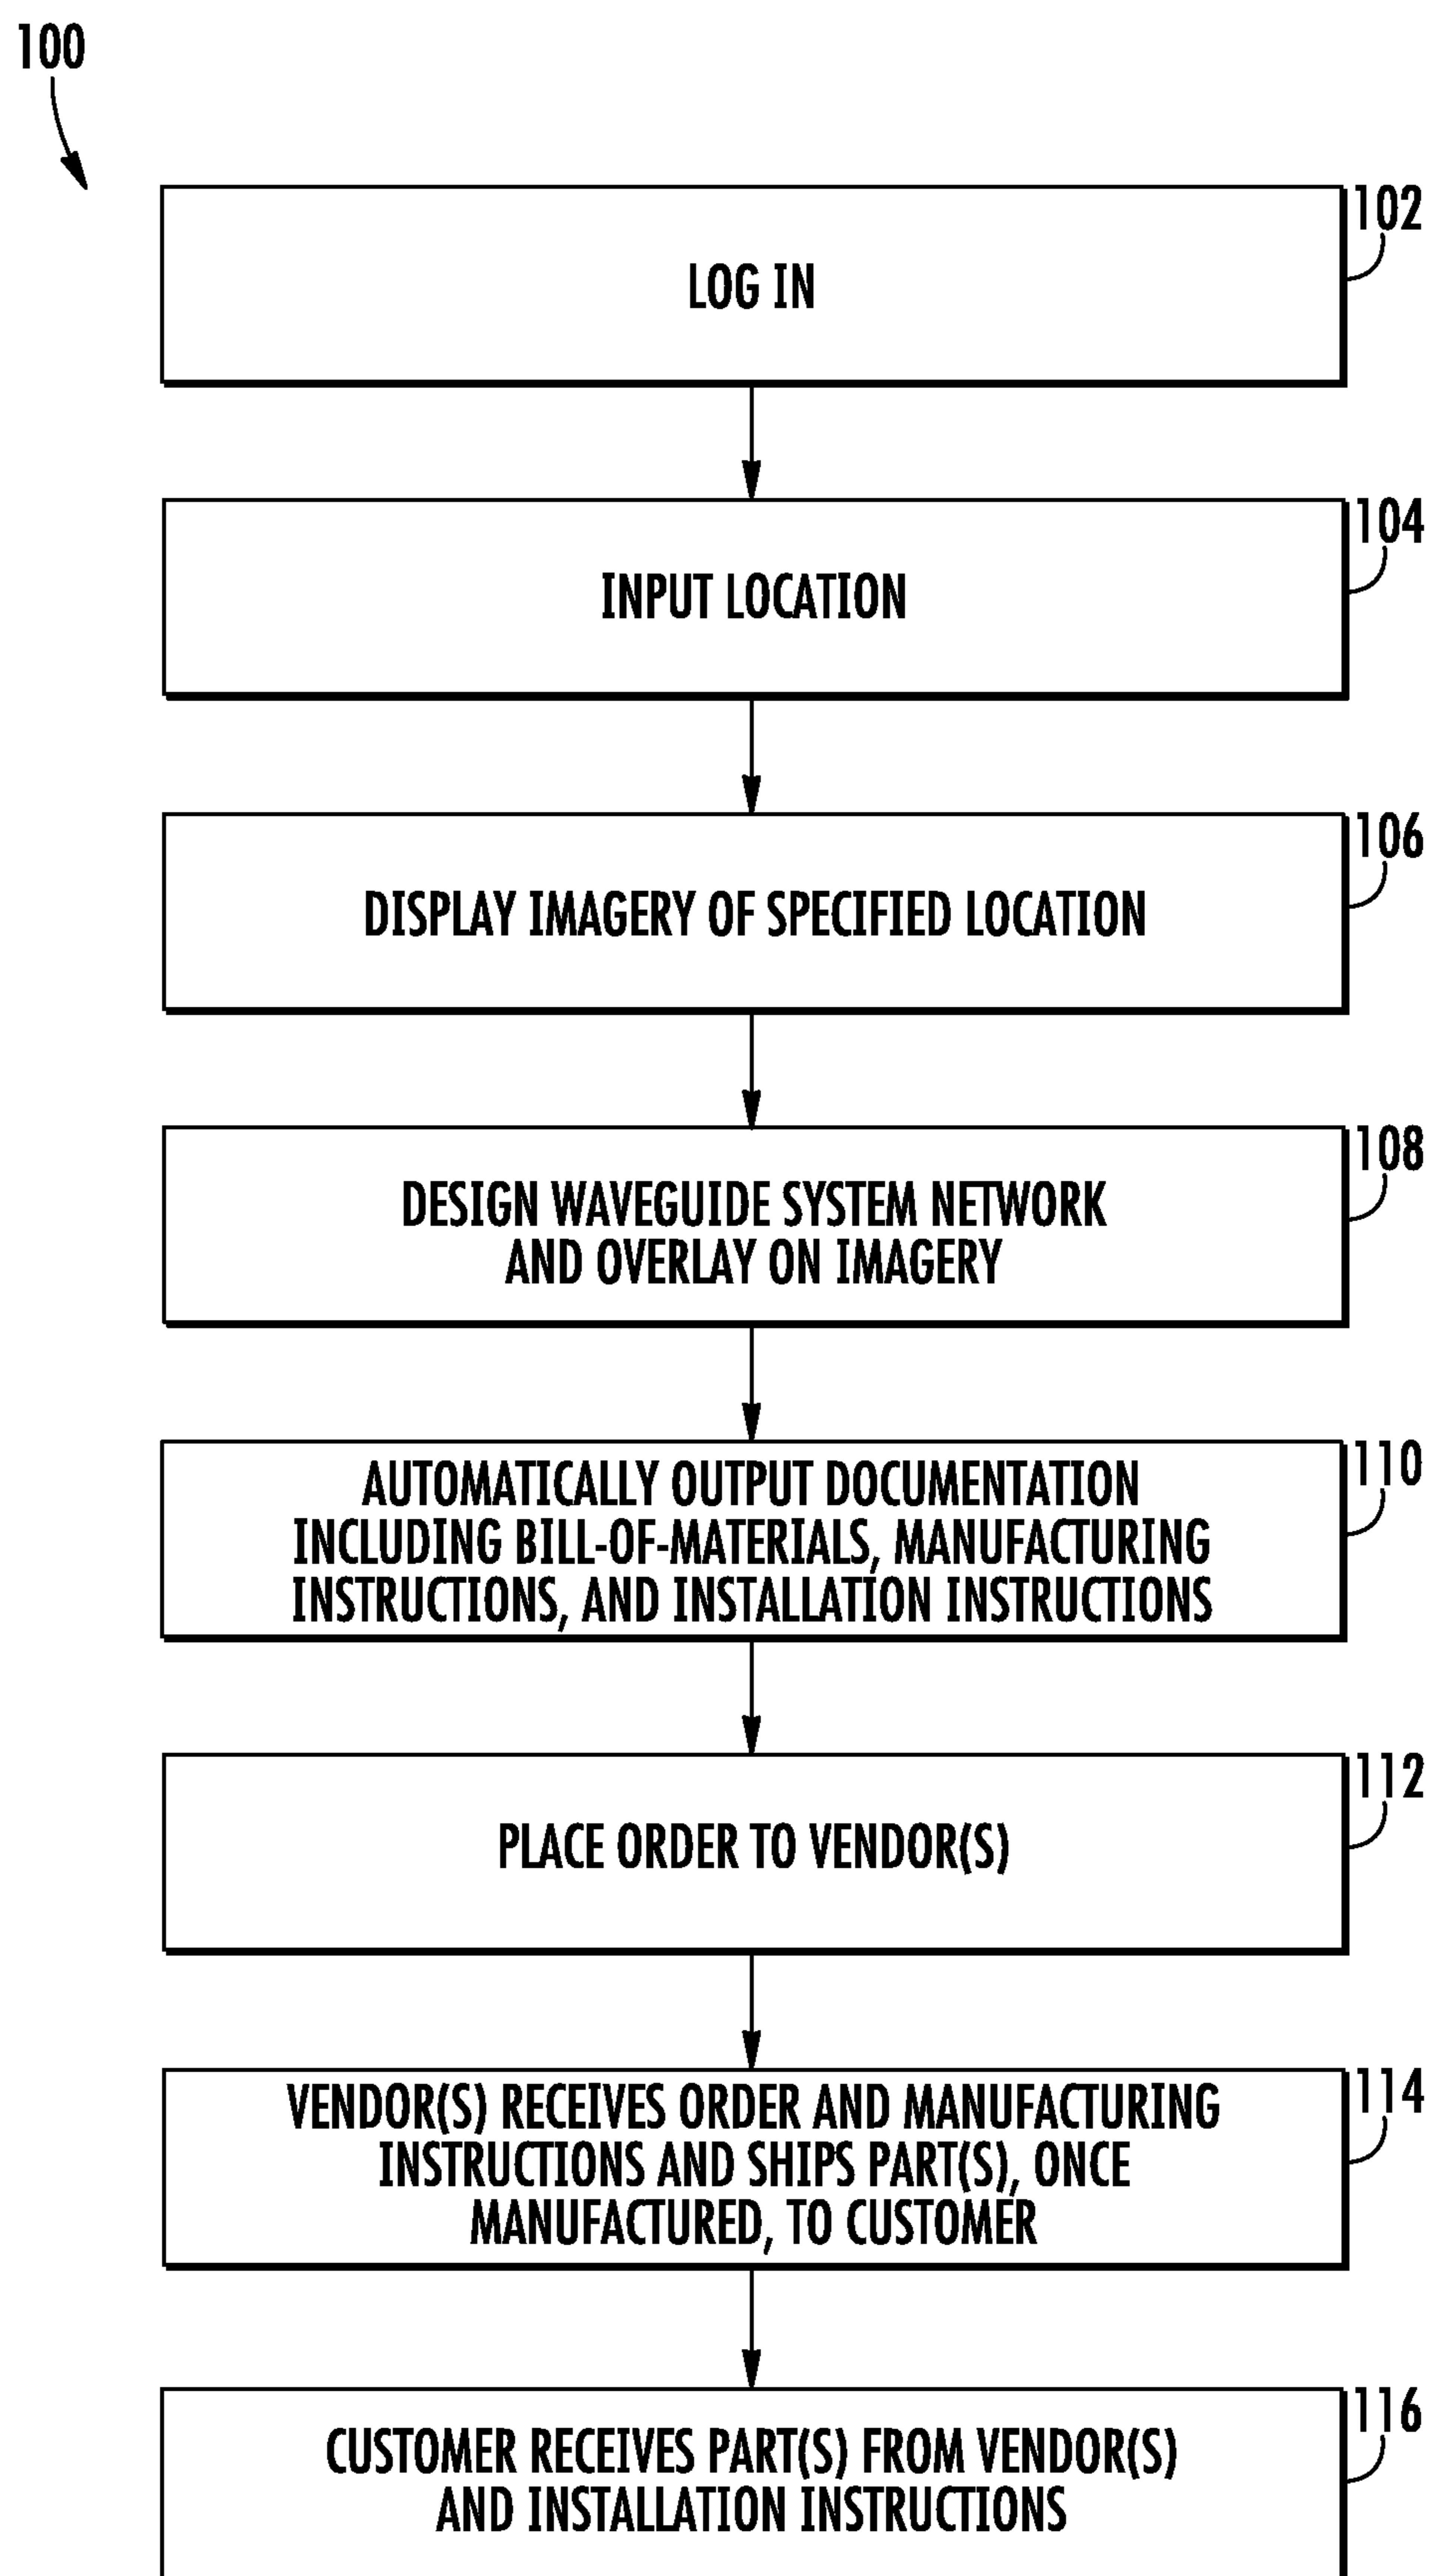 100
102
LOG IN
104
INPUT LOCATION
106
DISPLAY IMAGERY OF SPECIFIED LOCATION
108
DESIGN WAVEGUIDE SYSTEM NETWORK
AND OVERLAY ON IMAGERY
110
AUTOMATICALLY OUTPUT DOCUMENTATION
INCLUDING BILL-OF-MATERIALS, MANUFACTURING
INSTRUCTIONS, AND INSTALLATION INSTRUCTIONS
112
PLACE ORDER TO VENDOR(S)
114
VENDOR(S) RECEIVES ORDER AND MANUFACTURING
INSTRUCTIONS AND SHIPS PART(S), ONCE
MANUFACTURED, TO CUSTOMER
116
CUSTOMER RECEIVES PART(S) FROM VENDOR(S)
AND INSTALLATION INSTRUCTIONS